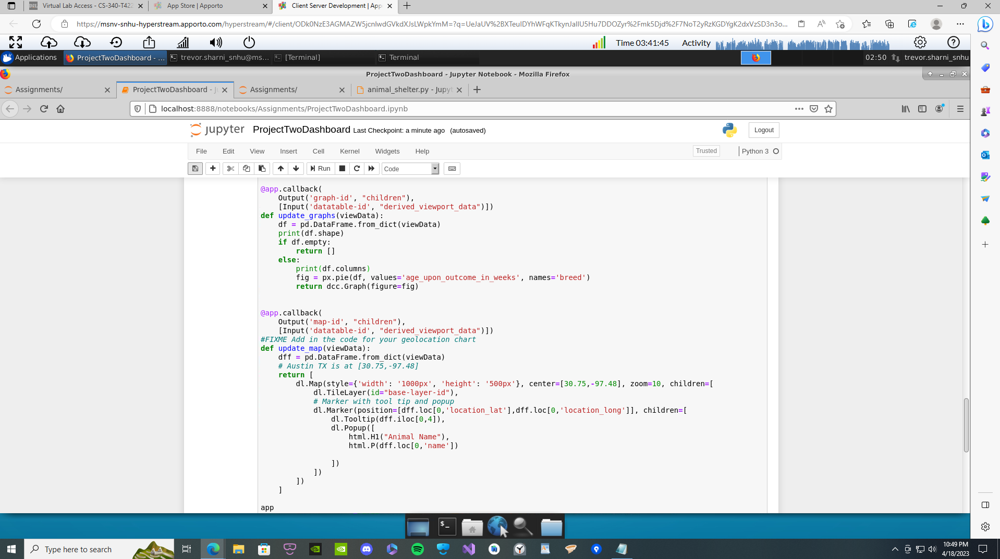 Virtual Lab Access - CS-340-T422
App Store | Apporto
Client Server Development | App
https://msnv-snhu-hyperstream.apporto.com/hyperstream/#/client/
Time 03:41:45
Activity
Applications
ProjectTwoDashboard - ...
trevor.sharni_snhu@ms...
[Terminal]
Terminal
02:50
trevor.sharni_snhu
ProjectTwoDashboard - Jupyter Notebook - Mozilla Firefox
Assignments/
ProjectTwoDashboard - J
Assignments/
animal_shelter.py - Jupyt
localhost:8888/notebooks/Assignments/ProjectTwoDashboard.ipynb
jupyter
ProjectTwoDashboard Last Checkpoint: a minute ago (autosaved)
Logout
File
Edit
View
Insert
Cell
Kernel
Widgets
Help
Trusted
Python 3
Run
Code
@app.callback(
    Output('graph-id', "children"),
    [Input('datatable-id', "derived_viewport_data")])
def update_graphs(viewData):
    df = pd.DataFrame.from_dict(viewData)
    print(df.shape)
    if df.empty:
        return []
    else:
        print(df.columns)
        fig = px.pie(df, values='age_upon_outcome_in_weeks', names='breed')
        return dcc.Graph(figure=fig)
@app.callback(
    Output('map-id', "children"),
    [Input('datatable-id', "derived_viewport_data")])
#FIXME Add in the code for your geolocation chart
def update_map(viewData):
    dff = pd.DataFrame.from_dict(viewData)
    # Austin TX is at [30.75,-97.48]
    return [
        dl.Map(style={'width': '1000px', 'height': '500px'}, center=[30.75,-97.48], zoom=10, children=[
            dl.TileLayer(id="base-layer-id"),
            # Marker with tool tip and popup
            dl.Marker(position=[dff.loc[0,'location_lat'],dff.loc[0,'location_long']], children=[
                dl.Tooltip(dff.iloc[0,4]),
                dl.Popup([
                    html.H1("Animal Name"),
                    html.P(dff.loc[0,'name'])
                ])
            ])
        ])
    ]
app
Type here to search
10:49 PM
4/18/2023